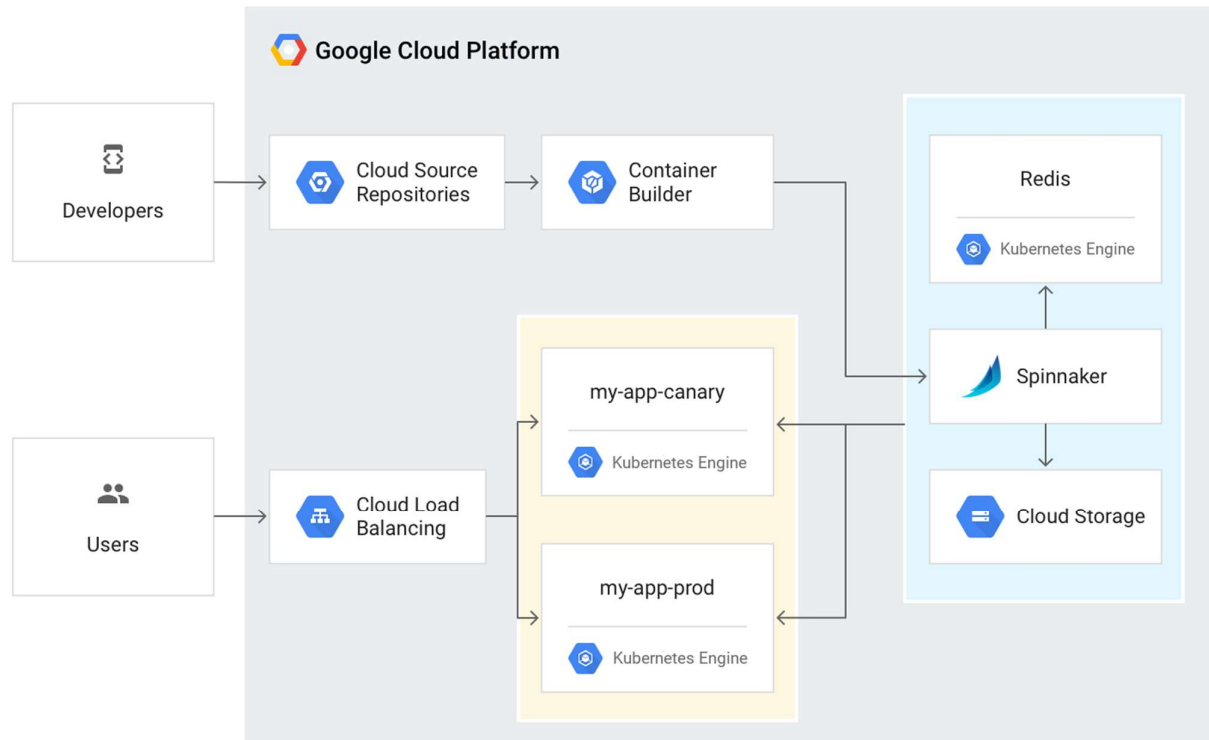 Google Cloud Platform
Developers
Cloud Source
Repositories
Container
Builder
Redis
Kubernetes Engine
Spinnaker
Cloud Storage
my-app-canary
Kubernetes Engine
Users
Cloud Load
Balancing
my-app-prod
Kubernetes Engine